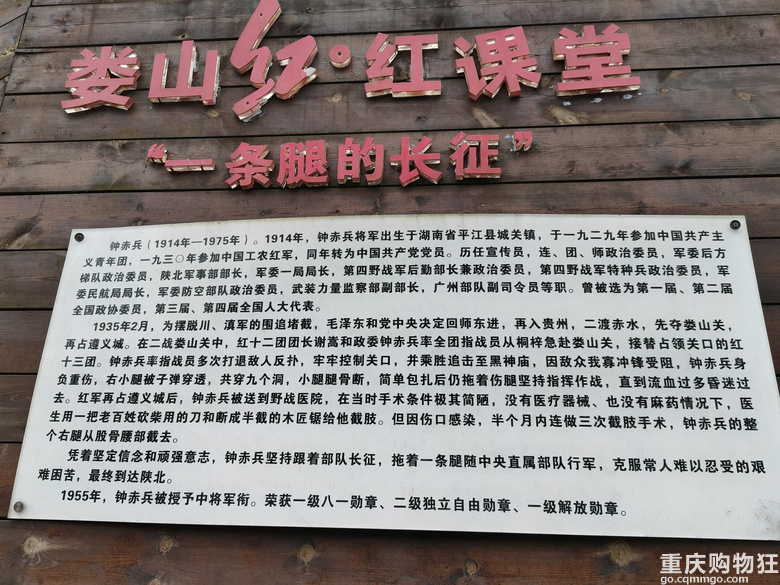 娄山红·红课堂
“一条腿的长征”
钟赤兵（1914年—1975年）。1914年，钟赤兵将军出生于湖南省平江县城关镇，于一九二九年参加中国共产主
义青年团，一九三〇年参加中国工农红军，同年转为中国共产党党员。历任宣传员，连、团、师政治委员，军委后方
梯队政治委员，陕北军事部部长，军委一局局长，第四野战军后勤部长兼政治委员，第四野战军特种兵政治委员，军
委民航局局长，军委防空部队政治委员，武装力量监察部副部长，广州部队副司令员等职。曾被选为第一届、第二届
全国政协委员，第三届、第四届全国人大代表。
1935年2月，为摆脱川、滇军的围追堵截，毛泽东和党中央决定回师东进，再入贵州，二渡赤水，先夺娄山关，
再占遵义城。在二战娄山关中，红十二团团长谢嵩和政委钟赤兵率全团指战员从桐梓急赴娄山关，接替占领关口的红
十三团。钟赤兵率指战员多次打退敌人反扑，牢牢控制关口，并乘胜追击至黑神庙，因敌众我寡冲锋受阻，钟赤兵身
负重伤，右小腿被子弹穿透，共穿九个洞，小腿腿骨断，简单包扎后仍拖着伤腿坚持指挥作战，直到流血过多昏迷过
去。红军再占遵义城后，钟赤兵被送到野战医院，在当时手术条件极其简陋，没有医疗器械、也没有麻药情况下，医
生用一把老百姓砍柴用的刀和断成半截的木匠锯给他截肢。但因伤口感染，半个月内连做三次截肢手术，钟赤兵的整
个右腿从股骨腰部截去。
凭着坚定信念和顽强意志，钟赤兵坚持跟着部队长征，拖着一条腿随中央直属部队行军，克服常人难以忍受的艰
难困苦，最终到达陕北。
1955年，钟赤兵被授予中将军衔。荣获一级八一勋章、二级独立自由勋章、一级解放勋章。
重庆购物狂
go.cqmmgo.com